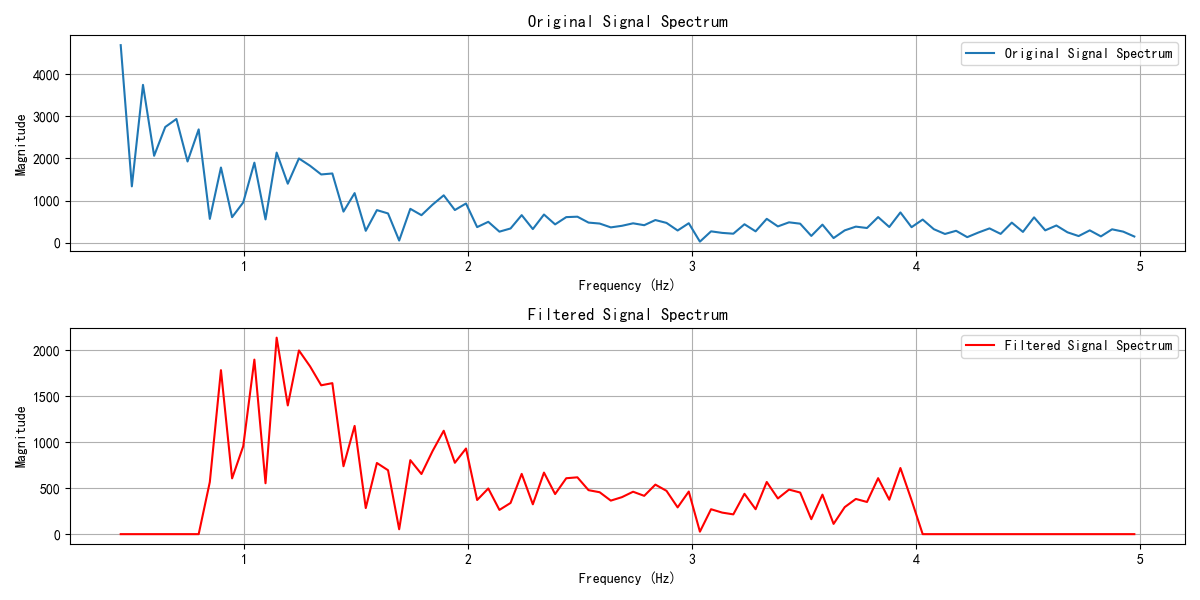 Original Signal Spectrum
Original Signal Spectrum
4000
3000
2000
1000
0
Magnitude
1 2 3 4 5
Frequency (Hz)
Filtered Signal Spectrum
Filtered Signal Spectrum
2000
1500
1000
500
0
Magnitude
1 2 3 4 5
Frequency (Hz)